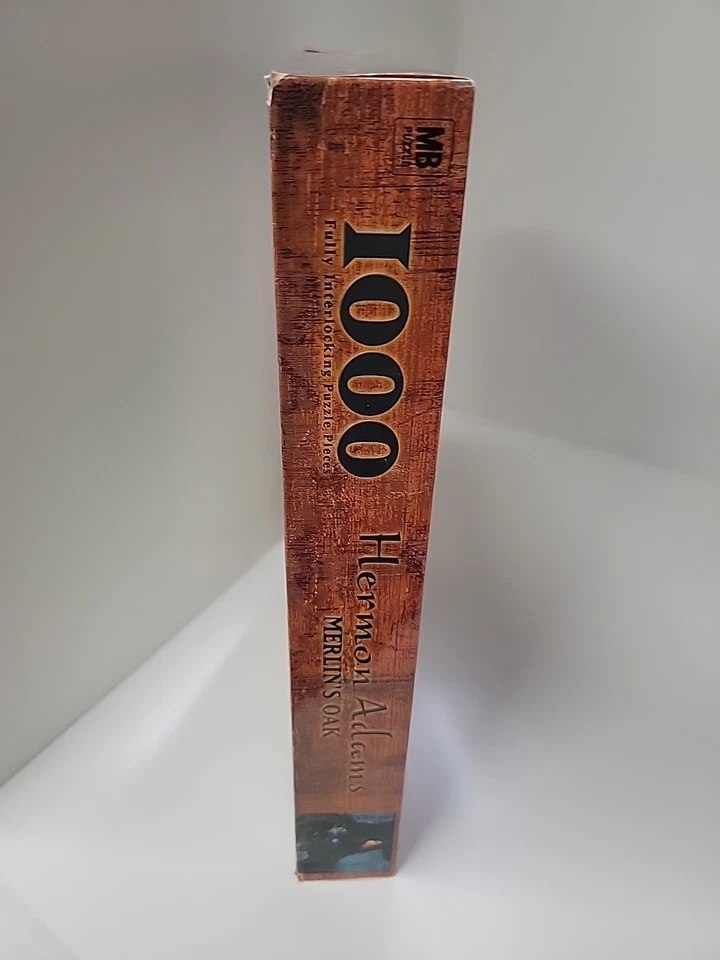 MB
PUZZLE
1000
Fully Interlocking Puzzle Pieces
Hermon Adams
MERLIN'S OAK